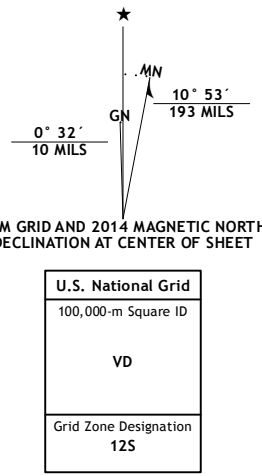 ★
MN
GN
10° 53´
193 MILS
0° 32´
10 MILS
M GRID AND 2014 MAGNETIC NORTH
DECLINATION AT CENTER OF SHEET
U.S. National Grid
100,000-m Square ID
VD
Grid Zone Designation
12S